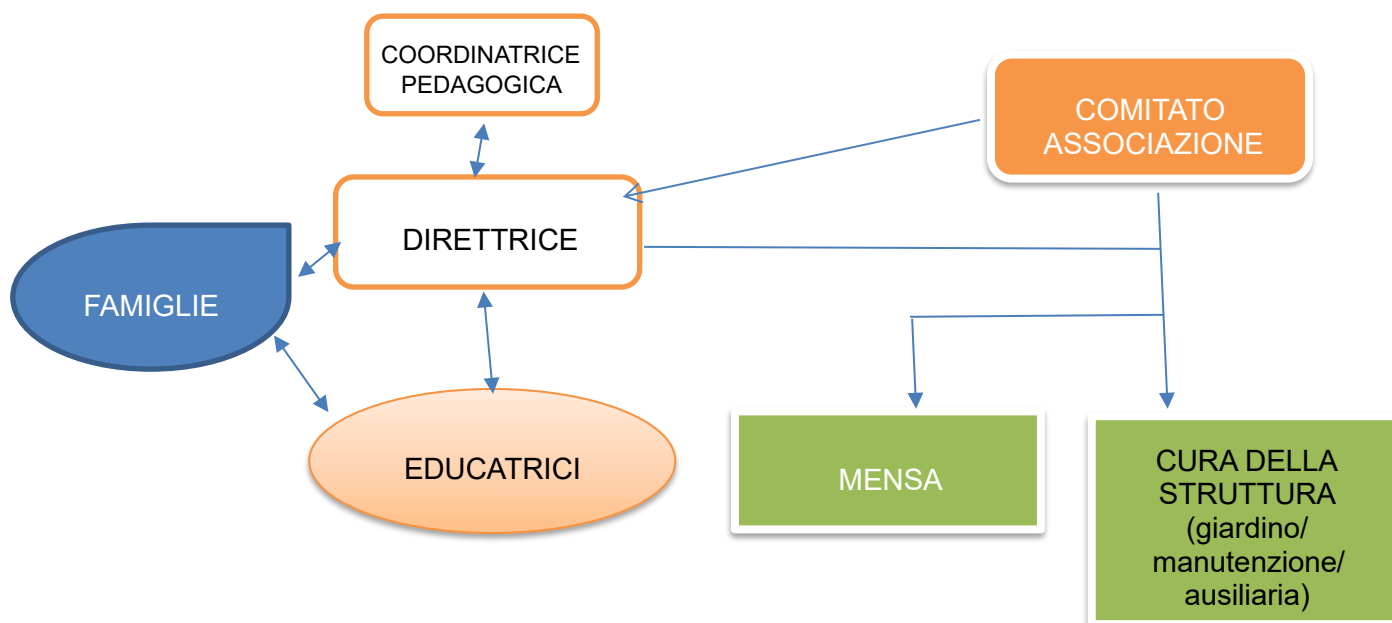 COORDINATRICE
PEDAGOGICA
COMITATO
ASSOCIAZIONE
DIRETTRICE
FAMIGLIE
EDUCATRICI
MENSA
CURA DELLA
STRUTTURA
(giardino/
manutenzione/
ausiliaria)